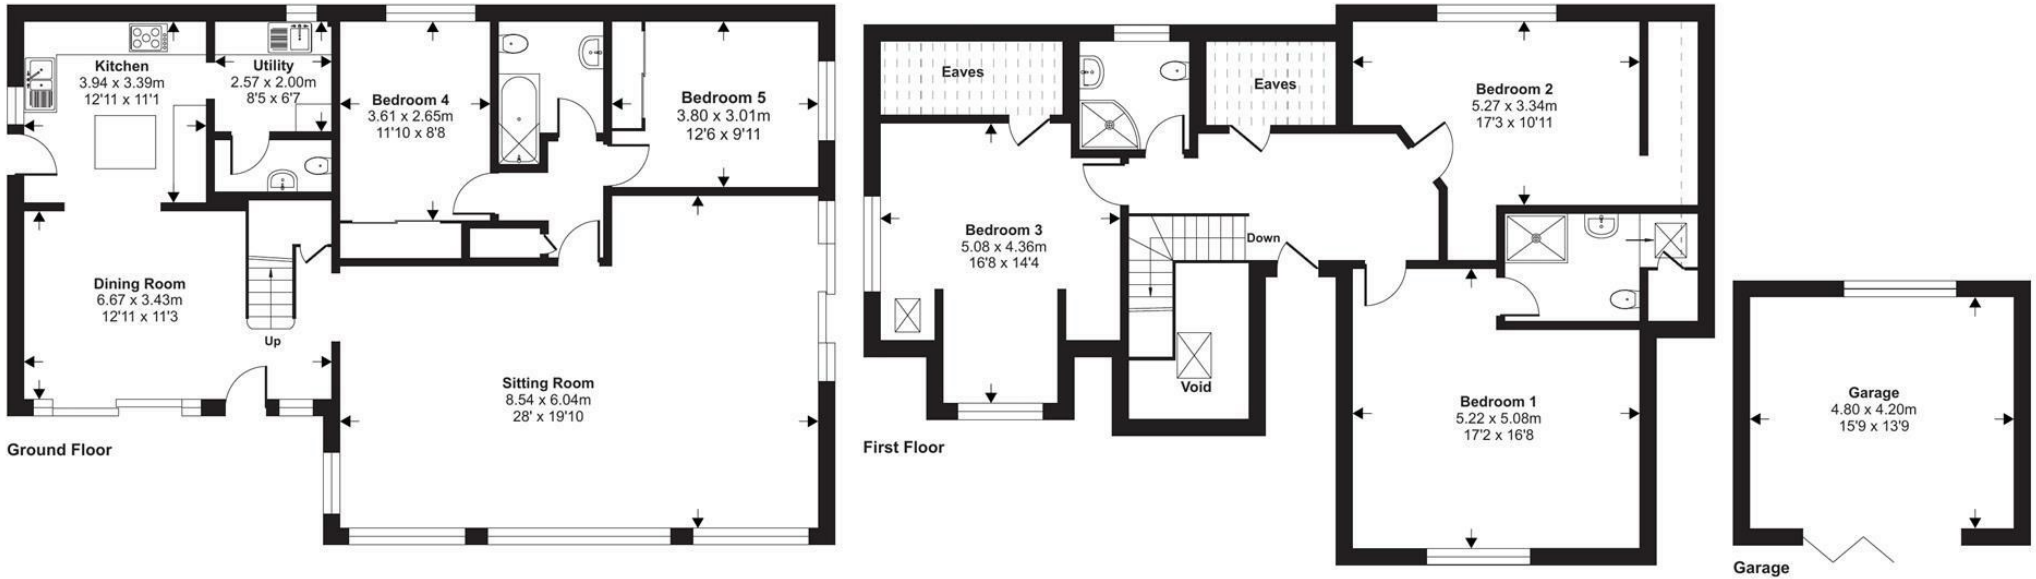 Kitchen
3.94 x 3.39m
12'11 x 11'1
Utility
2.57 x 2.00m
8'5 x 6'7
Bedroom 4
3.61 x 2.65m
11'10 x 8'8
Bedroom 5
3.80 x 3.01m
12'6 x 9'11
Dining Room
6.67 x 3.43m
12'11 x 11'3
Up
Sitting Room
8.54 x 6.04m
28' x 19'10
Ground Floor
Eaves
Eaves
Bedroom 2
5.27 x 3.34m
17'3 x 10'11
Bedroom 3
5.08 x 4.36m
16'8 x 14'4
Down
Void
Bedroom 1
5.22 x 5.08m
17'2 x 16'8
First Floor
Garage
4.80 x 4.20m
15'9 x 13'9
Garage